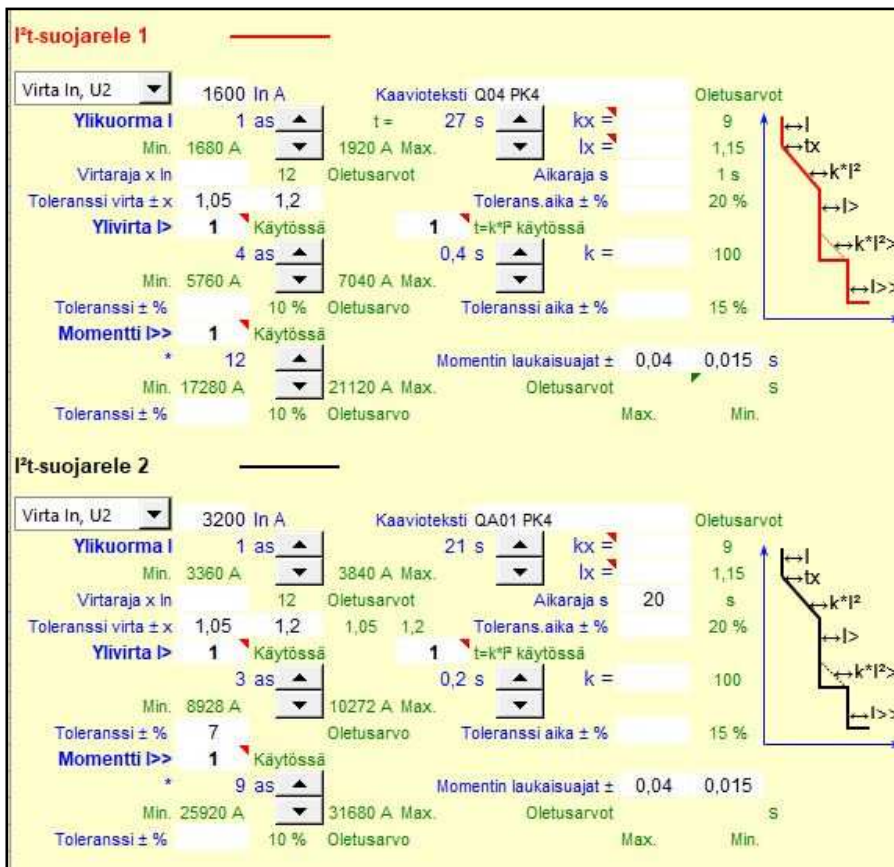 I²t-suojarele 1
Virta In, U2 1600 In A Kaavioteksti Q04 PK4 Oletusarvot
Ylikuorma I 1 as t = 27 s kx = 9
Min. 1680 A 1920 A Max. Ix = 1,15
Virtaraja x In 12 Oletusarvot Aikaraja s 1 s
Toleranssi virta ± x 1,05 1,2 Tolerans.aika ± % 20 %
Ylivirta I> 1 Käytössä 1 t=k*I² käytössä
4 as 0,4 s k = 100
Min. 5760 A 7040 A Max.
Toleranssi ± % 10 % Oletusarvo Toleranssi aika ± % 15 %
Momentti I>> 1 Käytössä
* 12 Momentin laukaisuajat ± 0,04 0,015 s
Min. 17280 A 21120 A Max. Oletusarvot s
Toleranssi ± % 10 % Oletusarvo Max. Min.
↔I
↔tx
↔k*I²
↔I>
↔k*I²>
↔I>>
I²t-suojarele 2
Virta In, U2 3200 In A Kaavioteksti QA01 PK4 Oletusarvot
Ylikuorma I 1 as 21 s kx = 9
Min. 3360 A 3840 A Max. Ix = 1,15
Virtaraja x In 12 Oletusarvot Aikaraja s 20 s
Toleranssi virta ± x 1,05 1,2 1,05 1,2 Tolerans.aika ± % 20 %
Ylivirta I> 1 Käytössä 1 t=k*I² käytössä
3 as 0,2 s k = 100
Min. 8928 A 10272 A Max.
Toleranssi ± % 7 Oletusarvo Toleranssi aika ± % 15 %
Momentti I>> 1 Käytössä
* 9 as Momentin laukaisuajat ± 0,04 0,015
Min. 25920 A 31680 A Max. Oletusarvot s
Toleranssi ± % 10 % Oletusarvo Max. Min.
↔I
↔tx
↔k*I²
↔I>
↔k*I²>
↔I>>